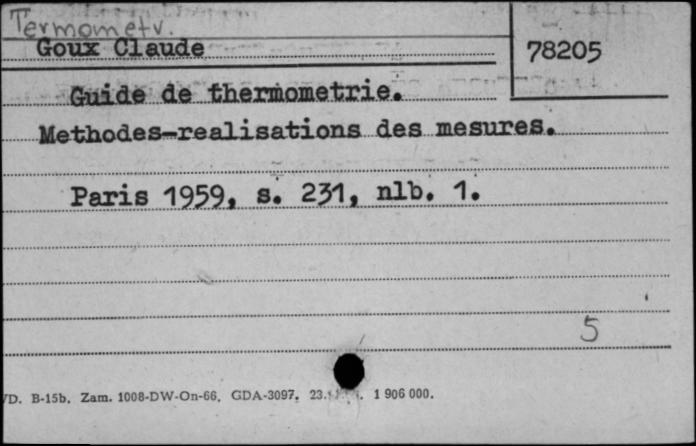 Termometr.
Goux Claude
78205
Guide de thermometrie.
Methodes-realisations des mesures.
Paris 1959, s. 231, nlb. 1.
5
D. B-15b. Zam. 1008-DW-On-66. GDA-3097. 23. 1 906 000.